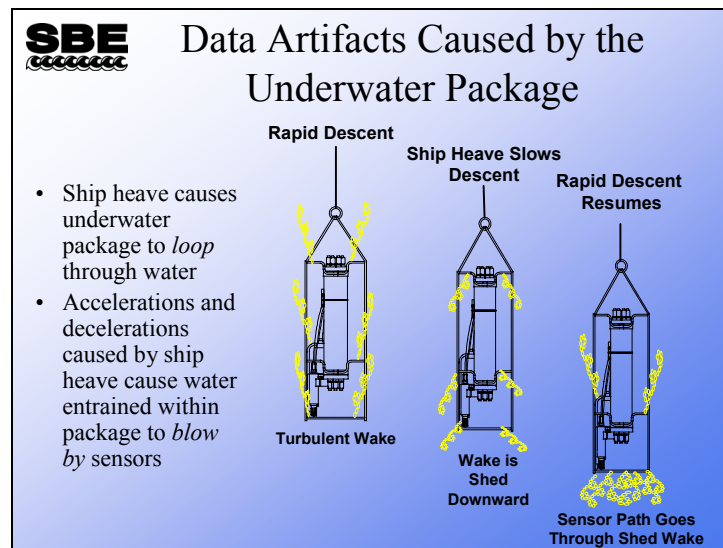 SBE
Data Artifacts Caused by the
Underwater Package
• Ship heave causes
underwater
package to loop
through water
• Accelerations and
decelerations
caused by ship
heave cause water
entrained within
package to blow
by sensors
Rapid Descent
Turbulent Wake
Ship Heave Slows
Descent
Wake is
Shed
Downward
Rapid Descent
Resumes
Sensor Path Goes
Through Shed Wake